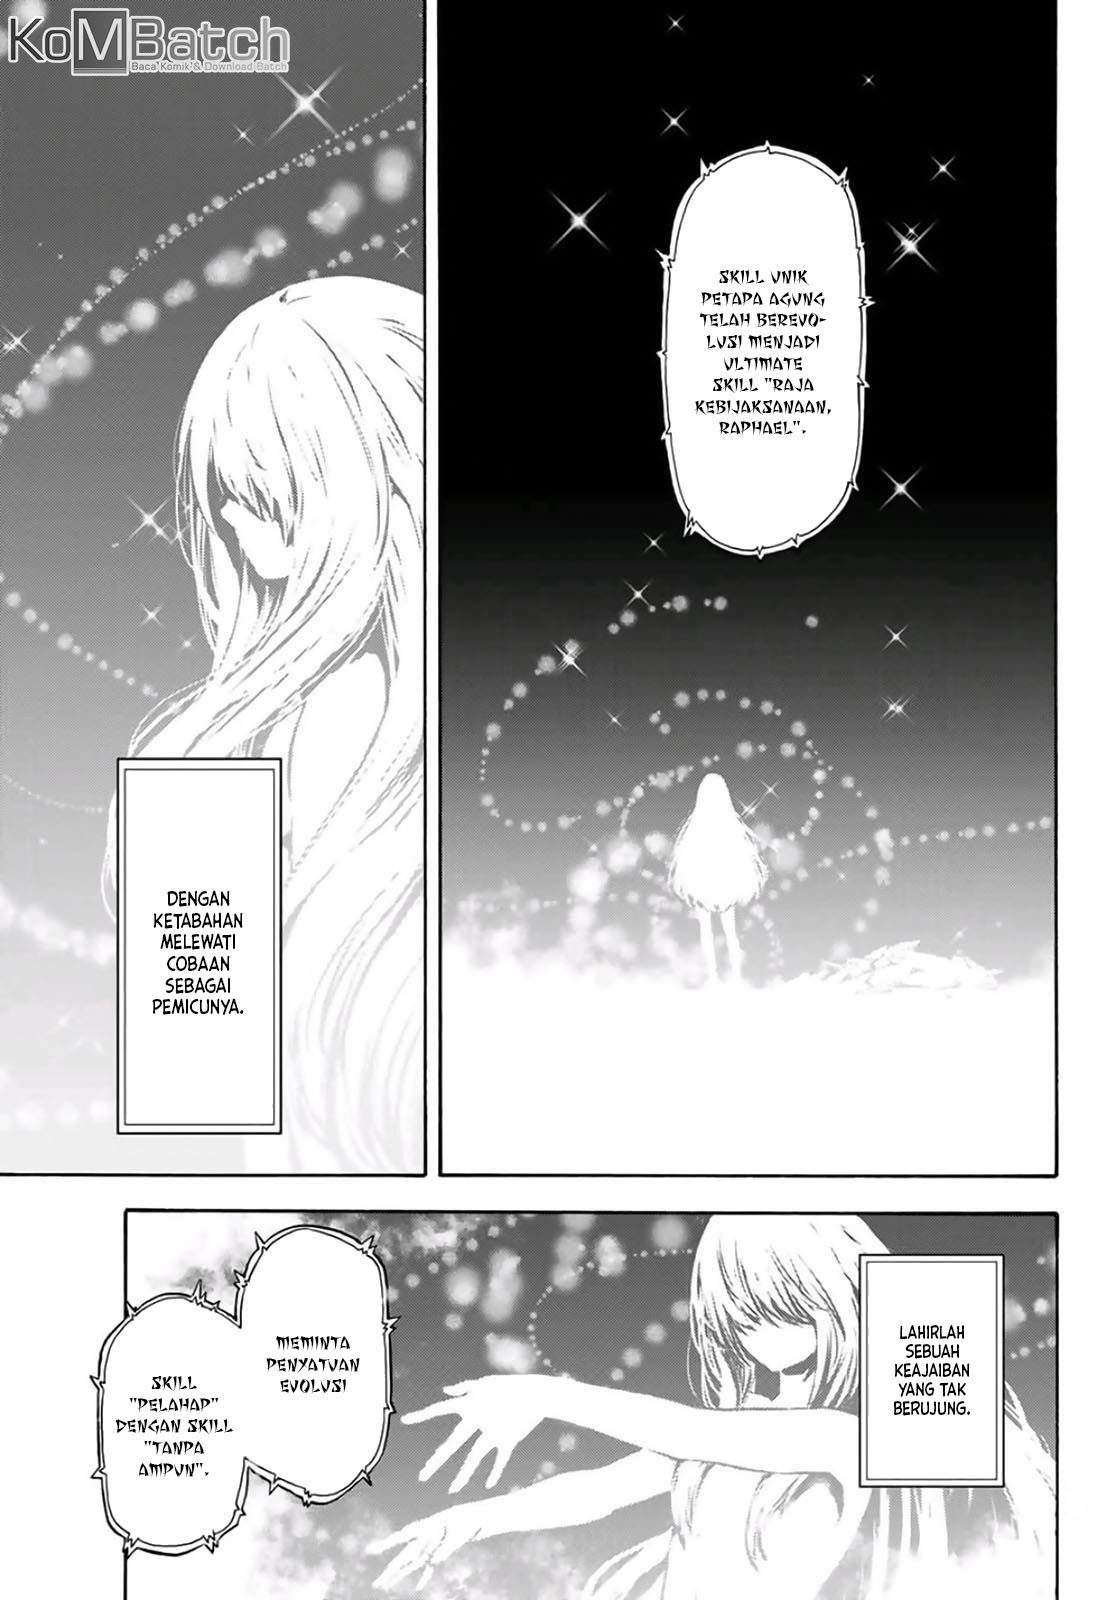 KoMBatch
Baca Komik & Download Batch
SKILL UNIK
PETAPA AGUNG
TELAH BEREVO-
LUSI MENJADI
ULTIMATE
SKILL "RAJA
KEBIJAKSANAAN,
RAPHAEL".
DENGAN
KETABAHAN
MELEWATI
COBAAN
SEBAGAI
PEMICUNYA.
LAHIRLAH
SEBUAH
KEAJAIBAN
YANG TAK
BERUJUNG.
MEMINTA
PENYATUAN
EVOLUSI
SKILL
"PELAHAP"
DENGAN SKILL
"TANPA
AMPUN".